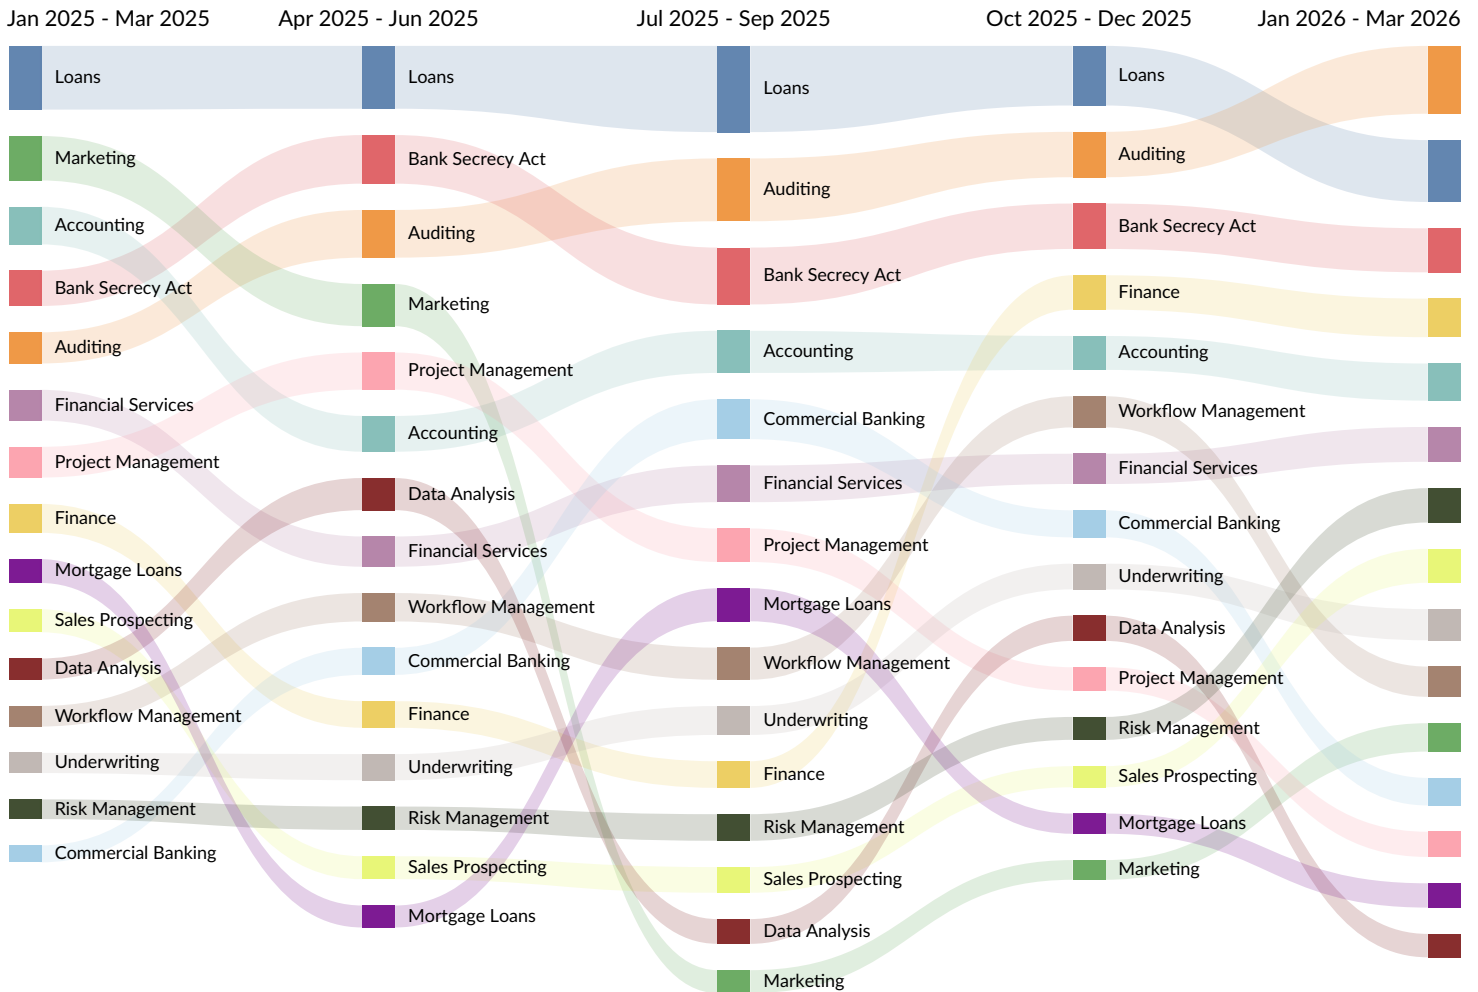 Jan 2025 - Mar 2025
Apr 2025 - Jun 2025
Jul 2025 - Sep 2025
Oct 2025 - Dec 2025
Jan 2026 - Mar 2026
Loans
Marketing
Accounting
Bank Secrecy Act
Auditing
Financial Services
Project Management
Finance
Mortgage Loans
Sales Prospecting
Data Analysis
Workflow Management
Underwriting
Risk Management
Commercial Banking
Loans
Bank Secrecy Act
Auditing
Marketing
Project Management
Accounting
Data Analysis
Financial Services
Workflow Management
Commercial Banking
Finance
Underwriting
Risk Management
Sales Prospecting
Mortgage Loans
Loans
Auditing
Bank Secrecy Act
Accounting
Commercial Banking
Financial Services
Project Management
Mortgage Loans
Workflow Management
Underwriting
Finance
Risk Management
Sales Prospecting
Data Analysis
Marketing
Loans
Auditing
Bank Secrecy Act
Finance
Accounting
Workflow Management
Financial Services
Commercial Banking
Underwriting
Data Analysis
Project Management
Risk Management
Sales Prospecting
Mortgage Loans
Marketing